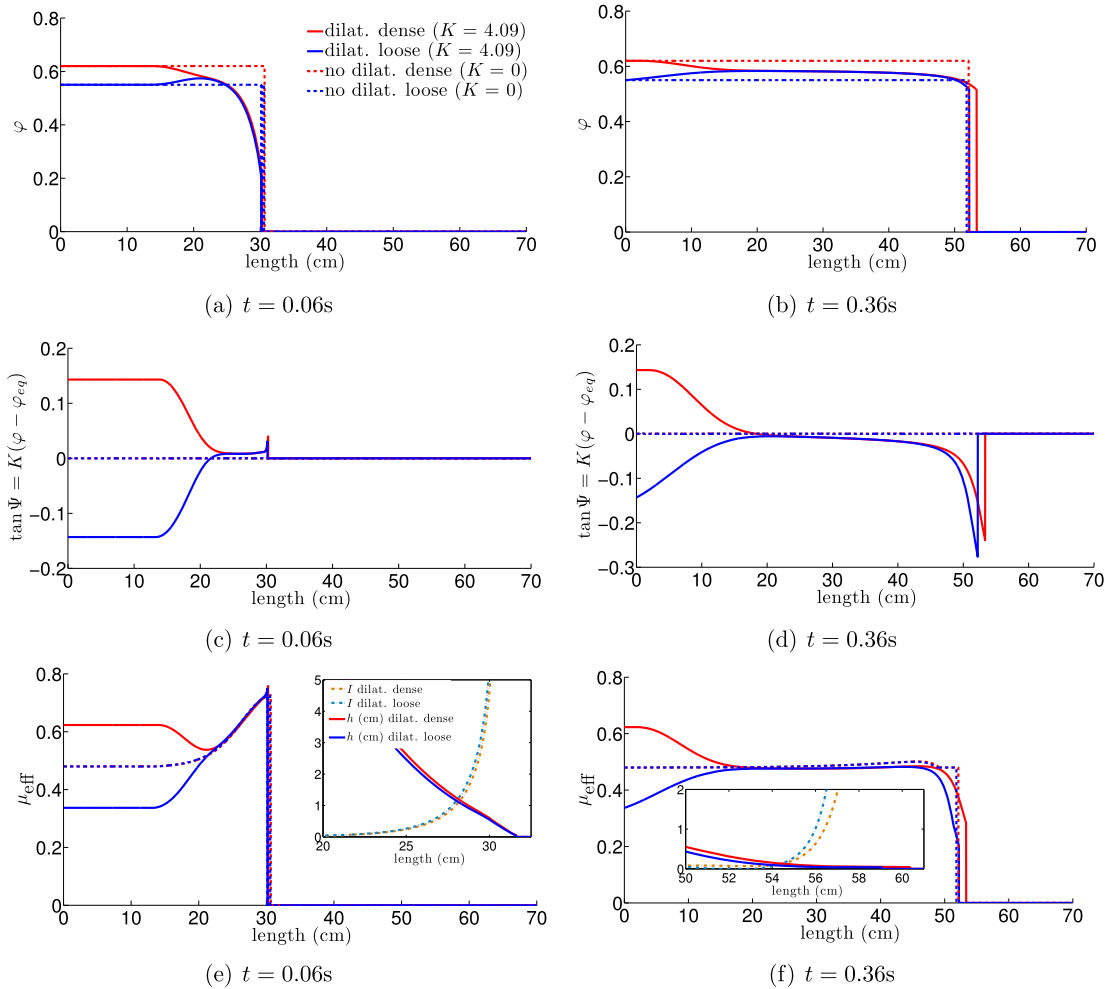 0.8
0.6
0.4
0.2
0
φ
0 10 20 30 40 50 60 70
length (cm)
dilat. dense (K = 4.09)
dilat. loose (K = 4.09)
no dilat. dense (K = 0)
no dilat. loose (K = 0)
(a) t = 0.06s
0.8
0.6
0.4
0.2
0
φ
0 10 20 30 40 50 60 70
length (cm)
(b) t = 0.36s
0.2
0.1
0
−0.1
−0.2
tan Ψ = K(φ − φeq)
0 10 20 30 40 50 60 70
length (cm)
(c) t = 0.06s
0.2
0.1
0
−0.1
−0.2
−0.3
tan Ψ = K(φ − φeq)
0 10 20 30 40 50 60 70
length (cm)
(d) t = 0.36s
0.8
0.6
0.4
0.2
0
μeff
0 10 20 30 40 50 60 70
length (cm)
5
4
3
2
1
0
I dilat. dense
I dilat. loose
h (cm) dilat. dense
h (cm) dilat. loose
20 25 30
length (cm)
(e) t = 0.06s
0.8
0.6
0.4
0.2
0
μeff
0 10 20 30 40 50 60 70
length (cm)
2
1
0
50 52 54 56 58 60
length (cm)
(f) t = 0.36s